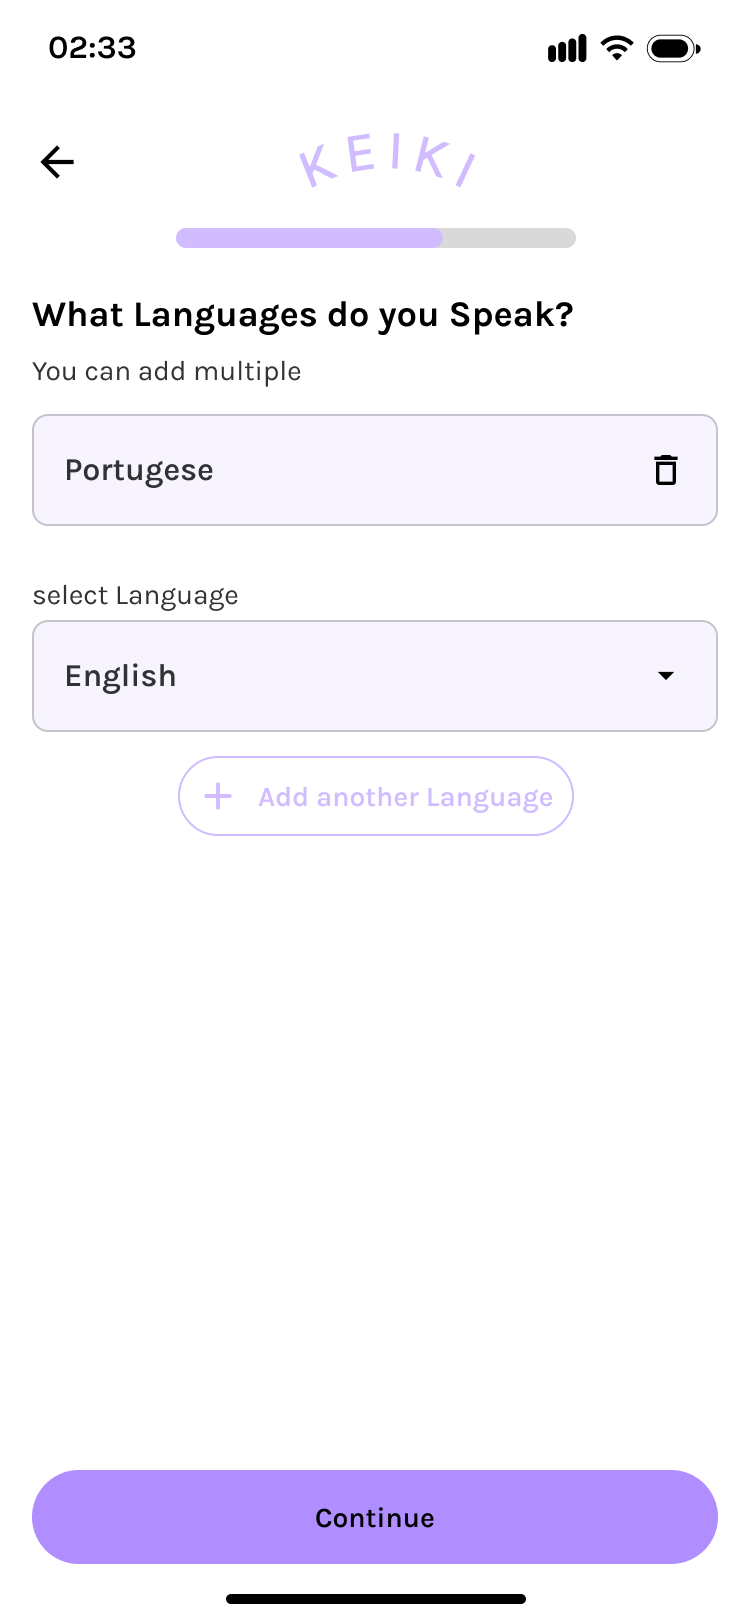 02:33
KEIKI
What Languages do you Speak?
You can add multiple
Portugese
select Language
English
Add another Language
Continue